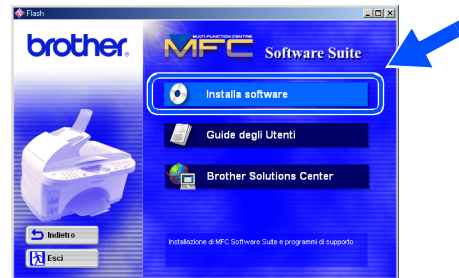 Flash
brother.
MULTI-FUNCTION CENTRE
MFC Software Suite
Installa software
Guide degli Utenti
Brother Solutions Center
Indietro
Esci
Installazione di MFC Software Suite e programmi di supporto